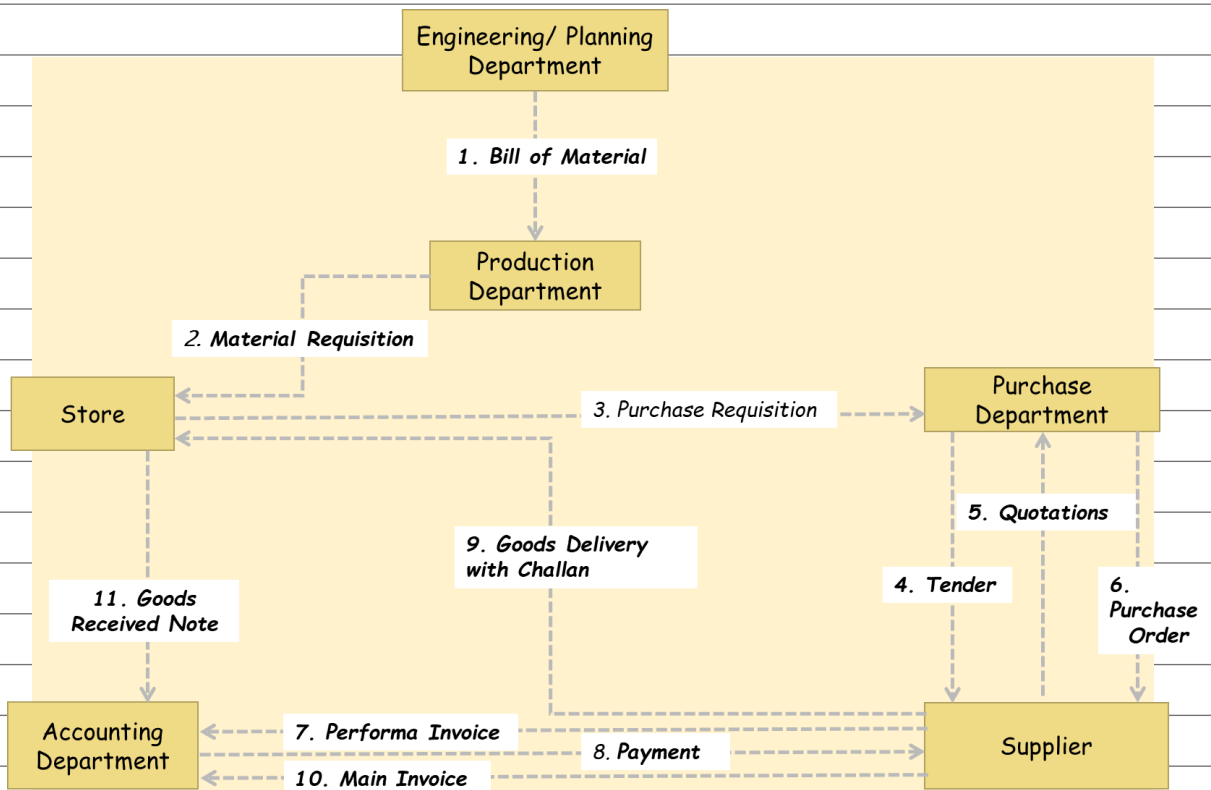 Engineering/ Planning
Department
1. Bill of Material
Production
Department
2. Material Requisition
Store
3. Purchase Requisition
Purchase
Department
5. Quotations
9. Goods Delivery
with Challan
4. Tender
6.
Purchase
Order
11. Goods
Received Note
Accounting
Department
7. Performa Invoice
8. Payment
10. Main Invoice
Supplier